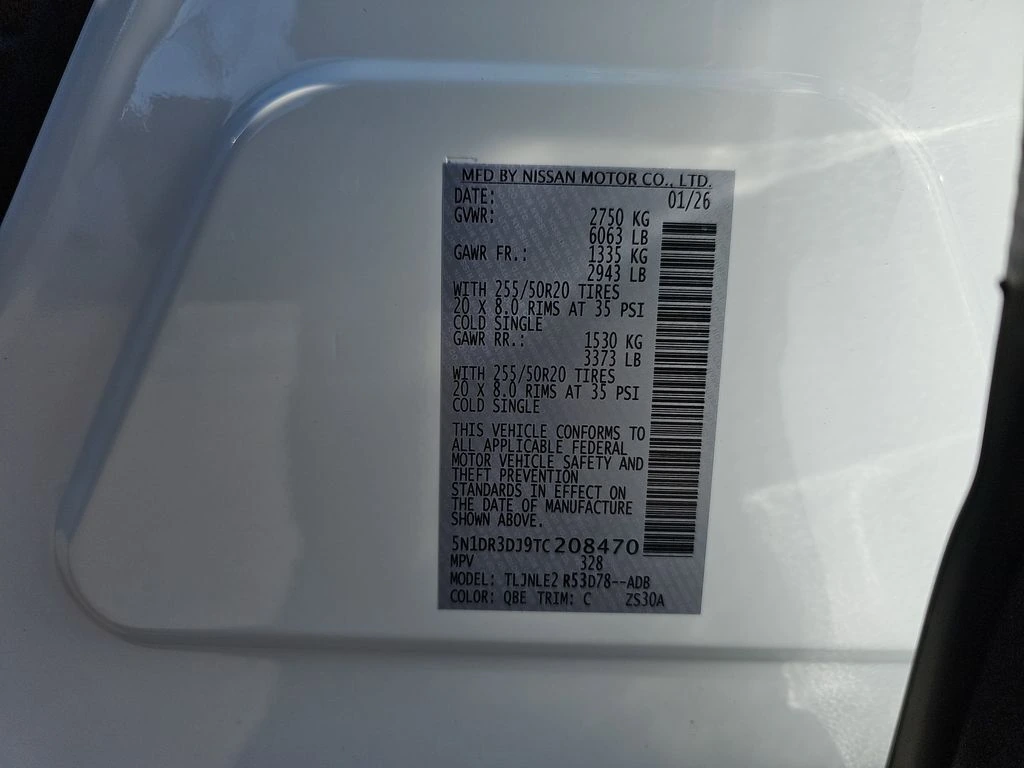 MFD BY NISSAN MOTOR CO., LTD.
DATE: 01/26
GVWR: 2750 KG
6063 LB
GAWR FR.: 1335 KG
2943 LB
WITH 255/50R20 TIRES
20 X 8.0 RIMS AT 35 PSI
COLD SINGLE
GAWR RR.: 1530 KG
3373 LB
WITH 255/50R20 TIRES
20 X 8.0 RIMS AT 35 PSI
COLD SINGLE
THIS VEHICLE CONFORMS TO
ALL APPLICABLE FEDERAL
MOTOR VEHICLE SAFETY AND
THEFT PREVENTION
STANDARDS IN EFFECT ON
THE DATE OF MANUFACTURE
SHOWN ABOVE.
5N1DR3DJ9TC208470
MPV 328
MODEL: TLJNLE2 R53D78--ADB
COLOR: QBE TRIM: C ZS30A